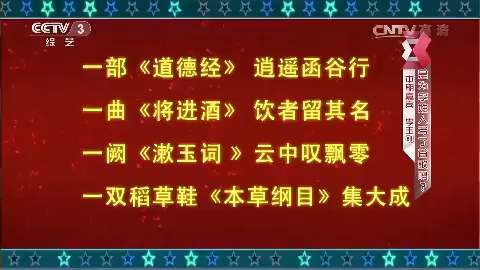 CCTV 3
综艺
CNTV 高清
一部《道德经》 逍遥函谷行
一曲《将进酒》 饮者留其名
一阙《漱玉词 》云中叹飘零
一双稻草鞋《本草纲目》集大成